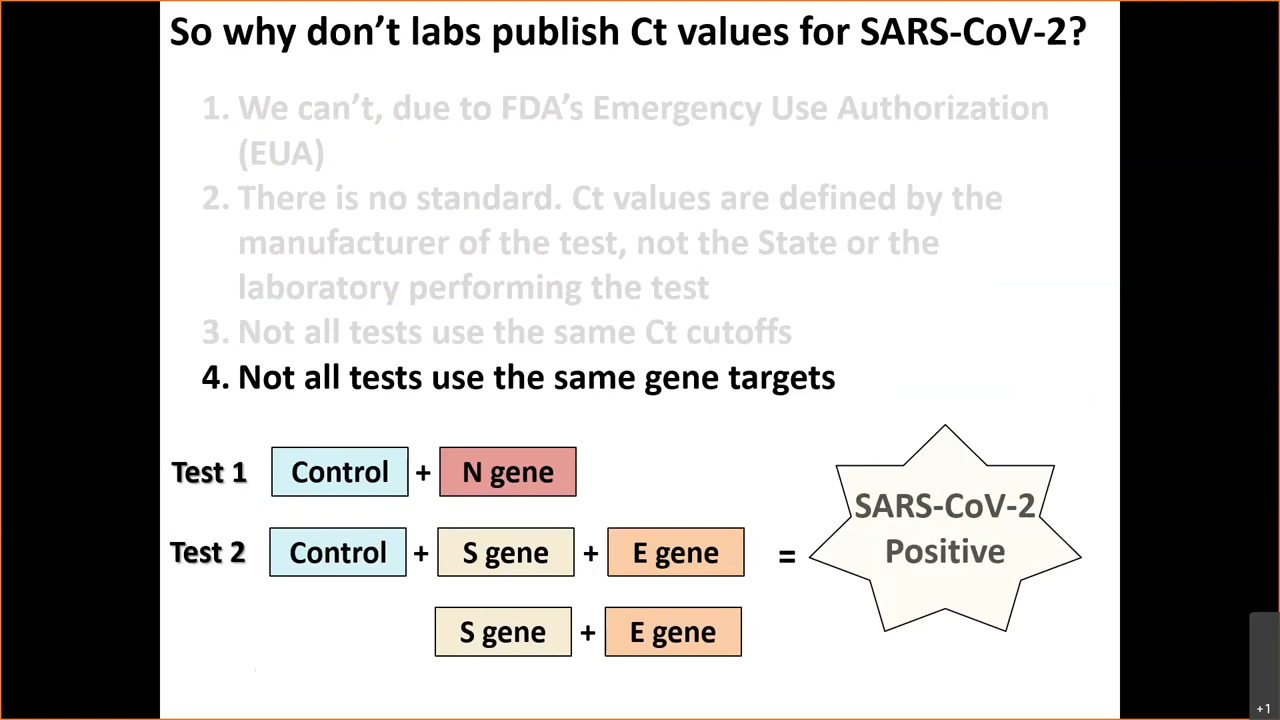 So why don't labs publish Ct values for SARS-CoV-2?
1. We can't, due to FDA's Emergency Use Authorization
(EUA)
2. There is no standard. Ct values are defined by the
manufacturer of the test, not the State or the
laboratory performing the test
3. Not all tests use the same Ct cutoffs
4. Not all tests use the same gene targets
Test 1 Control + N gene
Test 2 Control + S gene + E gene =
SARS-CoV-2
Positive
S gene + E gene
+1